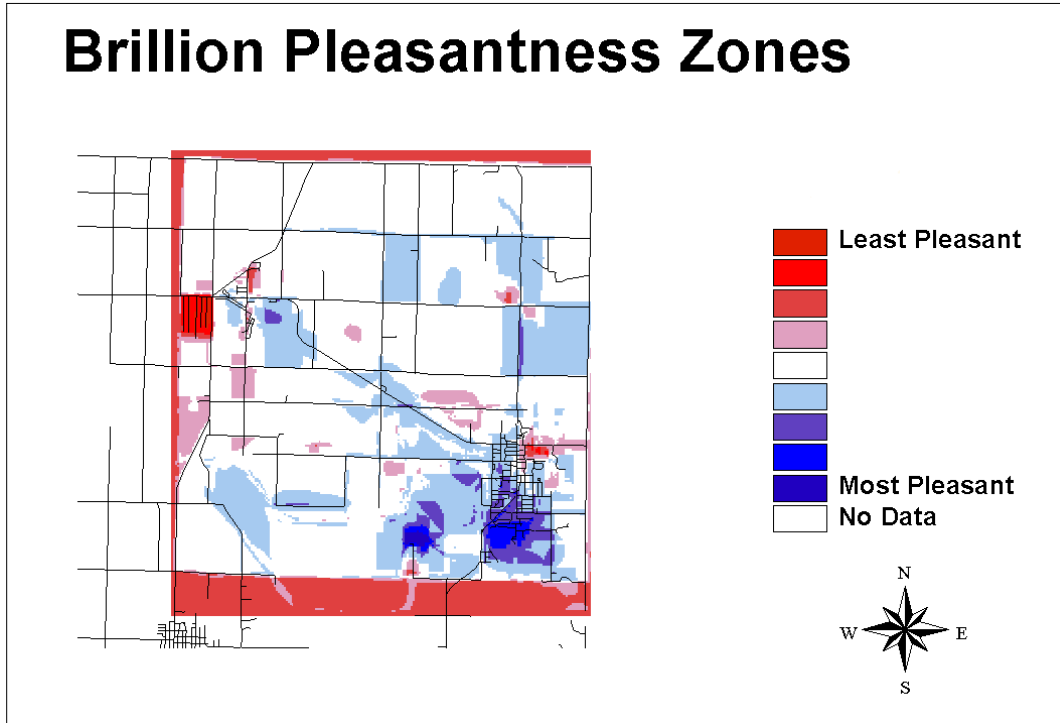 Brillion Pleasantness Zones
Least Pleasant
Most Pleasant
No Data
N
W E
S